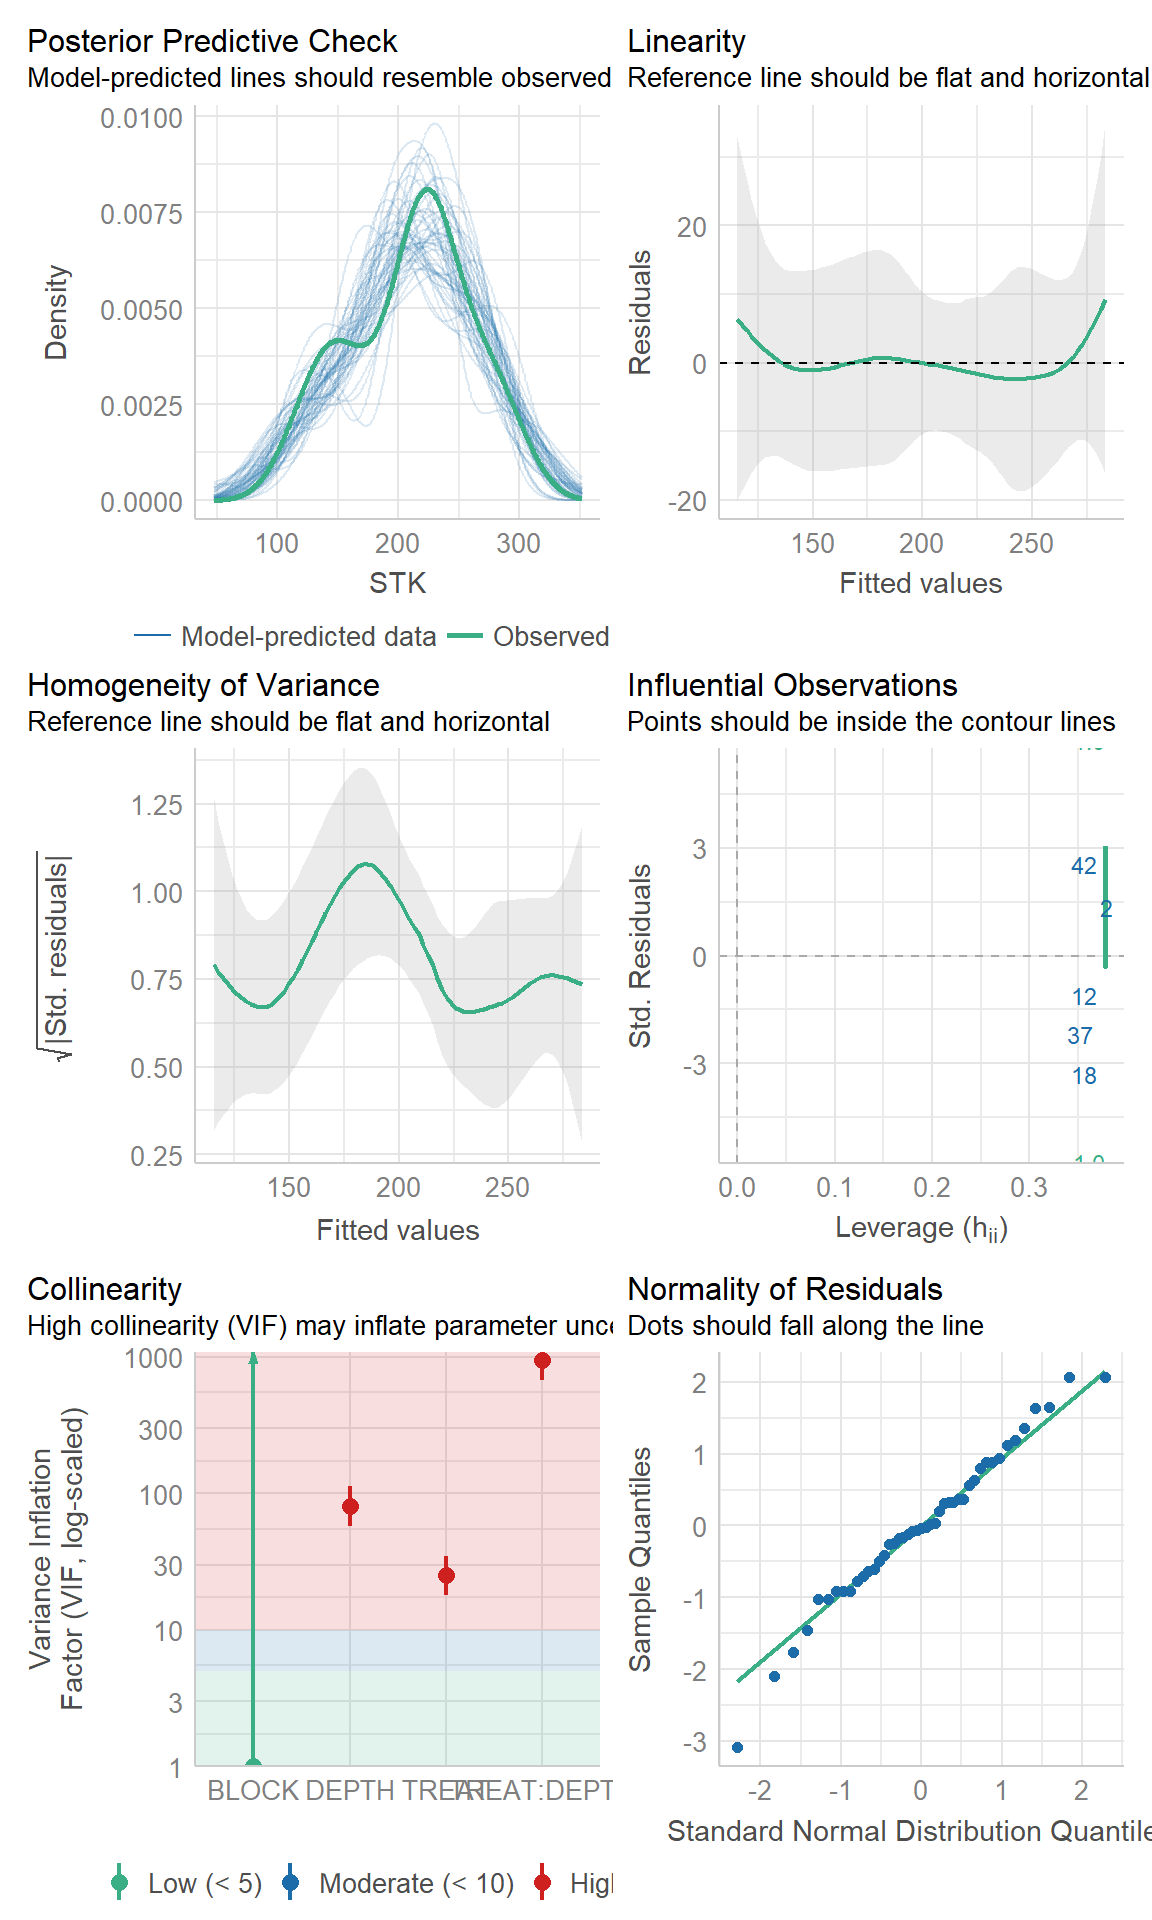 Posterior Predictive Check
Model-predicted lines should resemble observed
0.0100
0.0075
0.0050
0.0025
0.0000
Density
100 200 300
STK
Model-predicted data Observed
Linearity
Reference line should be flat and horizontal
20
0
-20
Residuals
150 200 250
Fitted values
Homogeneity of Variance
Reference line should be flat and horizontal
1.25
1.00
0.75
0.50
0.25
√|Std. residuals|
150 200 250
Fitted values
Influential Observations
Points should be inside the contour lines
3
0
-3
Std. Residuals
42
2
12
37
18
0.0 0.1 0.2 0.3
Leverage (hii)
Collinearity
High collinearity (VIF) may inflate parameter
1000
300
100
30
10
3
1
Variance Inflation
Factor (VIF, log-scaled)
BLOCK DEPTH TREAT TREAT:DEPT
Low (< 5) Moderate (< 10)
Normality of Residuals
Dots should fall along the line
2
1
0
-1
-2
-3
Sample Quantiles
-2 -1 0 1 2
Standard Normal Distribution Quantile